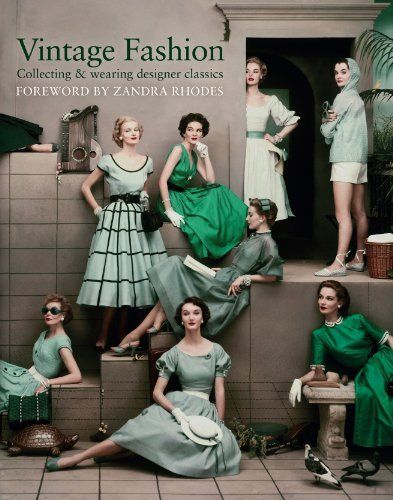 Vintage Fashion
Collecting & wearing designer classics
FOREWORD BY ZANDRA RHODES